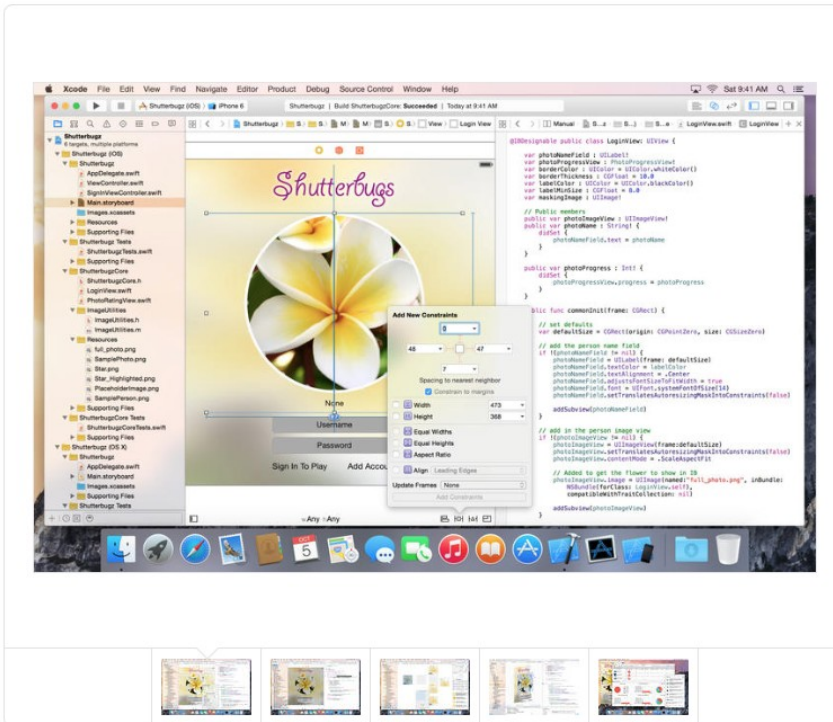 Xcode File Edit View Find Navigate Editor Product Debug Source Control Window Help
Sat 9:41 AM
Shutterbugz (iOS) iPhone 6
Shutterbugz | Build ShutterbugzCore: Succeeded | Today at 9:41 AM
Shutterbugz
6 targets, multiple platforms
Shutterbugz (iOS)
Shutterbugz
AppDelegate.swift
ViewController.swift
SignInViewController.swift
Main.storyboard
Images.xcassets
Resources
Supporting Files
Shutterbugz Tests
ShutterbugzTests.swift
Supporting Files
ShutterbugzCore
ShutterbugzCore.h
LoginView.swift
PhotoRatingView.swift
ImageUtilities
ImageUtilities.h
ImageUtilities.m
Resources
full_photo.png
SamplePhoto.png
Star.png
Star_Highlighted.png
PlaceholderImage.png
SamplePerson.png
Supporting Files
ShutterbugzCore Tests
ShutterbugzCoreTests.swift
Supporting Files
Shutterbugz (OS X)
Shutterbugz
AppDelegate.swift
Main.storyboard
Images.xcassets
Supporting Files
Shutterbugz Tests
Shutterbugz S... S... M M S... View Login View
Shutterbugs
None
Username
Password
Sign In To Play Add Accou
wAny hAny
Add New Constraints
0
48 47
7
Spacing to nearest neighbor
Constrain to margins
Width 473
Height 368
Equal Widths
Equal Heights
Aspect Ratio
Align Leading Edges
Update Frames None
Add Constraints
Manual S...z S...) S...e LoginView.swift LoginView
@IBDesignable public class LoginView: UIView {
var photoNameField : UILabel!
var photoProgressView : PhotoProgressView!
var borderColor : UIColor = UIColor.whiteColor()
var borderThickness : CGFloat = 10.0
var labelColor : UIColor = UIColor.blackColor()
var labelMinSize : CGFloat = 8.0
var maskingImage : UIImage!
// Public members
public var photoImageView : UIImageView!
public var photoName : String! {
didSet {
photoNameField.text = photoName
}
}
public var photoProgress : Int! {
didSet {
photoProgressView.progress = photoProgress
}
}
blic func commonInit(frame: CGRect) {
// set defaults
var defaultSize = CGRect(origin: CGPointZero, size: CGSizeZero)
// add the person name field
if !(photoNameField != nil) {
photoNameField = UILabel(frame: defaultSize)
photoNameField.textColor = labelColor
photoNameField.textAlignment = .Center
photoNameField.adjustsFontSizeToFitWidth = true
photoNameField.font = UIFont.systemFontOfSize(14)
photoNameField.setTranslatesAutoresizingMaskIntoConstraints(false)
addSubview(photoNameField)
}
// add in the person image view
if !(photoImageView != nil) {
photoImageView = UIImageView(frame:defaultSize)
photoImageView.setTranslatesAutoresizingMaskIntoConstraints(false)
photoImageView.contentMode = .ScaleAspectFit
// Added to get the flower to show in IB
photoImageView.image = UIImage(named:"full_photo.png", inBundle:
NSBundle(forClass: LoginView.self),
compatibleWithTraitCollection: nil)
addSubview(photoImageView)
}
OCT
5